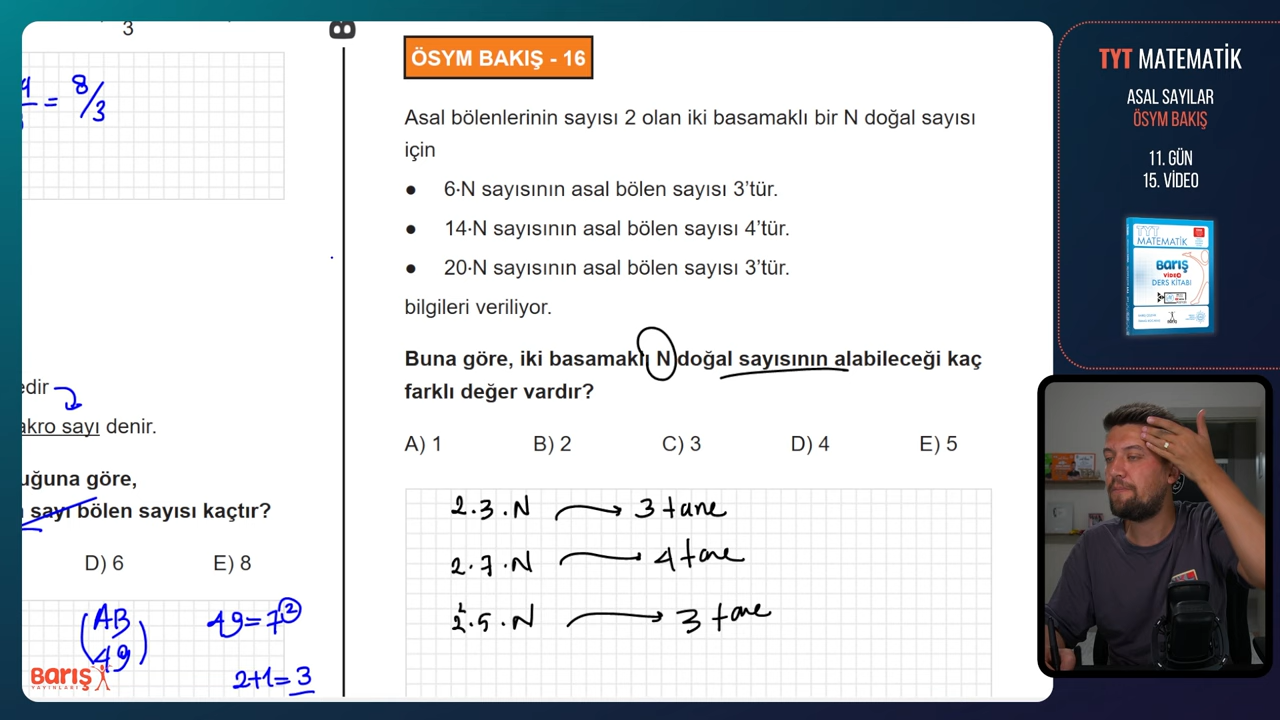 3
= 8/3
edir
akro sayı denir.
uğuna göre,
sayı bölen sayısı kaçtır?
D) 6 E) 8
(AB
49)
49=7²
2+1=3
BARIŞ
YAYINLARI
ÖSYM BAKIŞ - 16
Asal bölenlerinin sayısı 2 olan iki basamaklı bir N doğal sayısı
için
● 6·N sayısının asal bölen sayısı 3’tür.
● 14·N sayısının asal bölen sayısı 4’tür.
● 20·N sayısının asal bölen sayısı 3’tür.
bilgileri veriliyor.
Buna göre, iki basamaklı N doğal sayısının alabileceği kaç
farklı değer vardır?
A) 1 B) 2 C) 3 D) 4 E) 5
2.3.N → 3 tane
2.7.N → 4 tane
2².5.N → 3 tane
TYT MATEMATİK
ASAL SAYILAR
ÖSYM BAKIŞ
11. GÜN
15. VİDEO
TYT
MATEMATİK
BARIŞ
VİDEO
DERS KİTABI